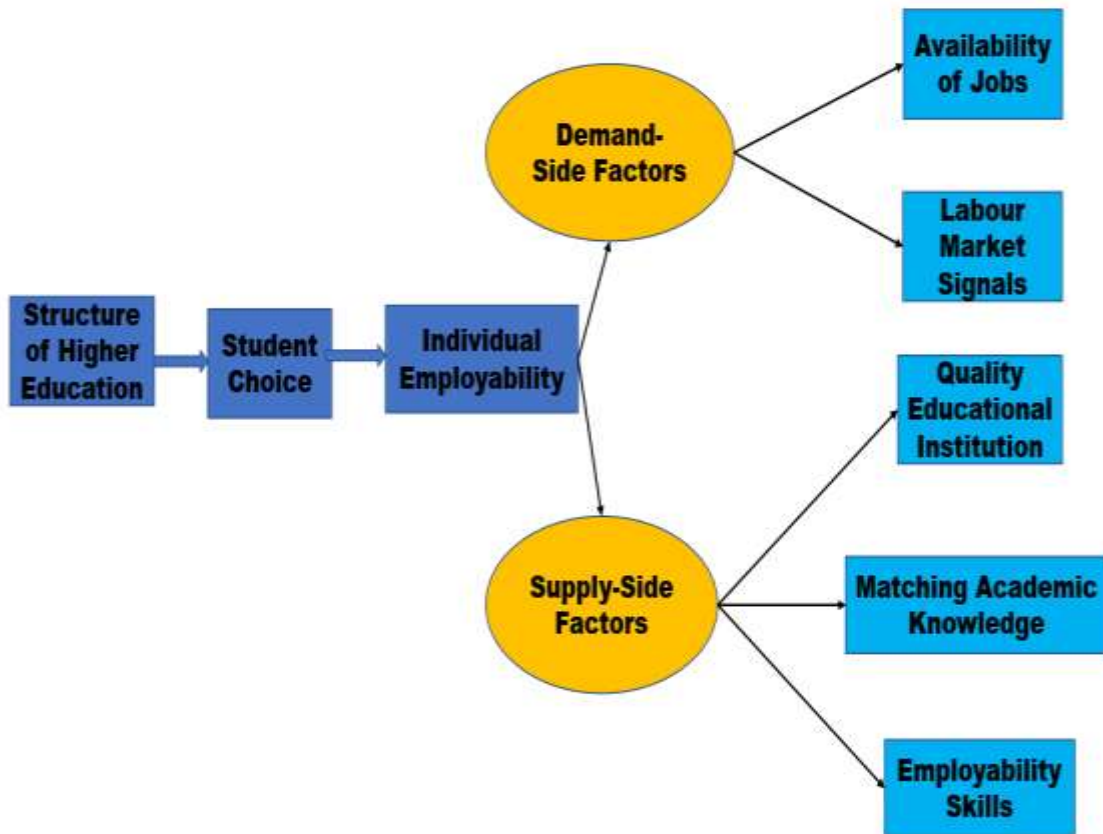 Structure
of Higher
Education
Student
Choice
Individual
Employability
Demand-
Side Factors
Availability
of Jobs
Labour
Market
Signals
Supply-Side
Factors
Quality
Educational
Institution
Matching Academic
Knowledge
Employability
Skills